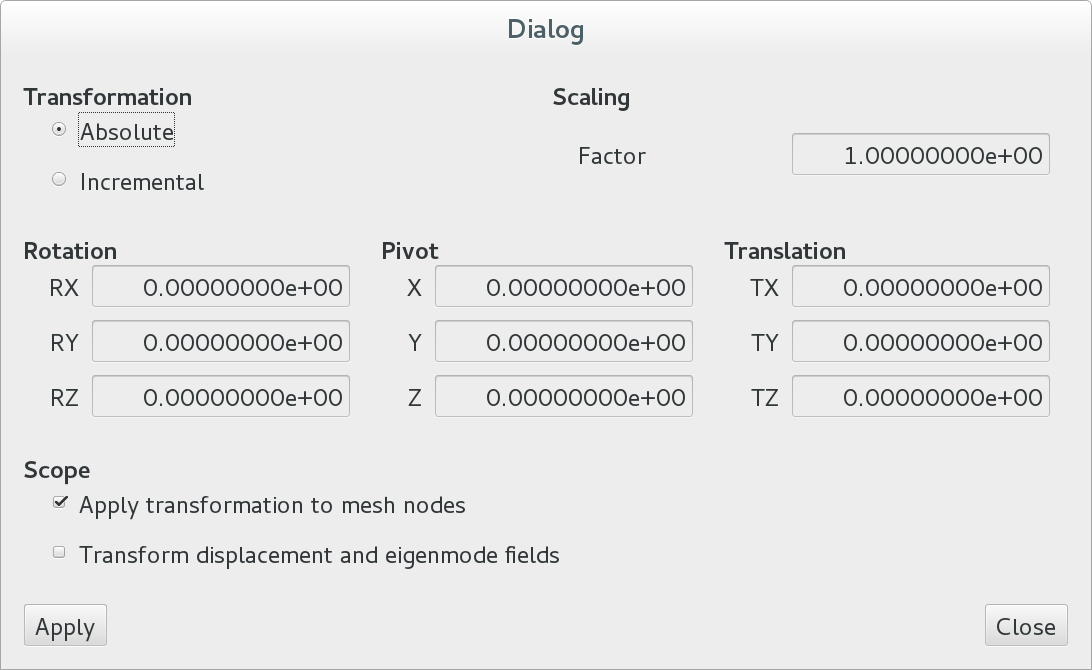 Dialog
Transformation Scaling
Absolute
Factor 1.00000000e+00
Incremental
Rotation Pivot Translation
RX 0.00000000e+00 X 0.00000000e+00 TX 0.00000000e+00
RY 0.00000000e+00 Y 0.00000000e+00 TY 0.00000000e+00
RZ 0.00000000e+00 Z 0.00000000e+00 TZ 0.00000000e+00
Scope
Apply transformation to mesh nodes
Transform displacement and eigenmode fields
Apply Close